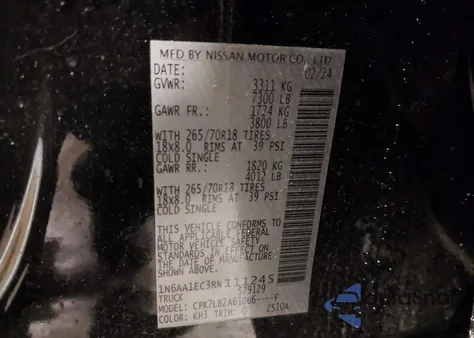 MFD BY NISSAN MOTOR CO., LTD.
DATE: 02/24
GVWR: 3311 KG
7300 LB
GAWR FR.: 1724 KG
3800 LB
WITH 265/70R18 TIRES
18X8.0 RIMS AT 39 PSI
COLD SINGLE
GAWR RR.: 1820 KG
4012 LB
WITH 265/70R18 TIRES
18X8.0 RIMS AT 39 PSI
COLD SINGLE
THIS VEHICLE CONFORMS TO
ALL APPLICABLE FEDERAL
MOTOR VEHICLE SAFETY
STANDARDS IN EFFECT ON
THE DATE OF MANUFACTURE
SHOWN ABOVE.
1N6AA1EC3RN111245
TRUCK S79129
MODEL:
COLOR: KH3 TRIM: G